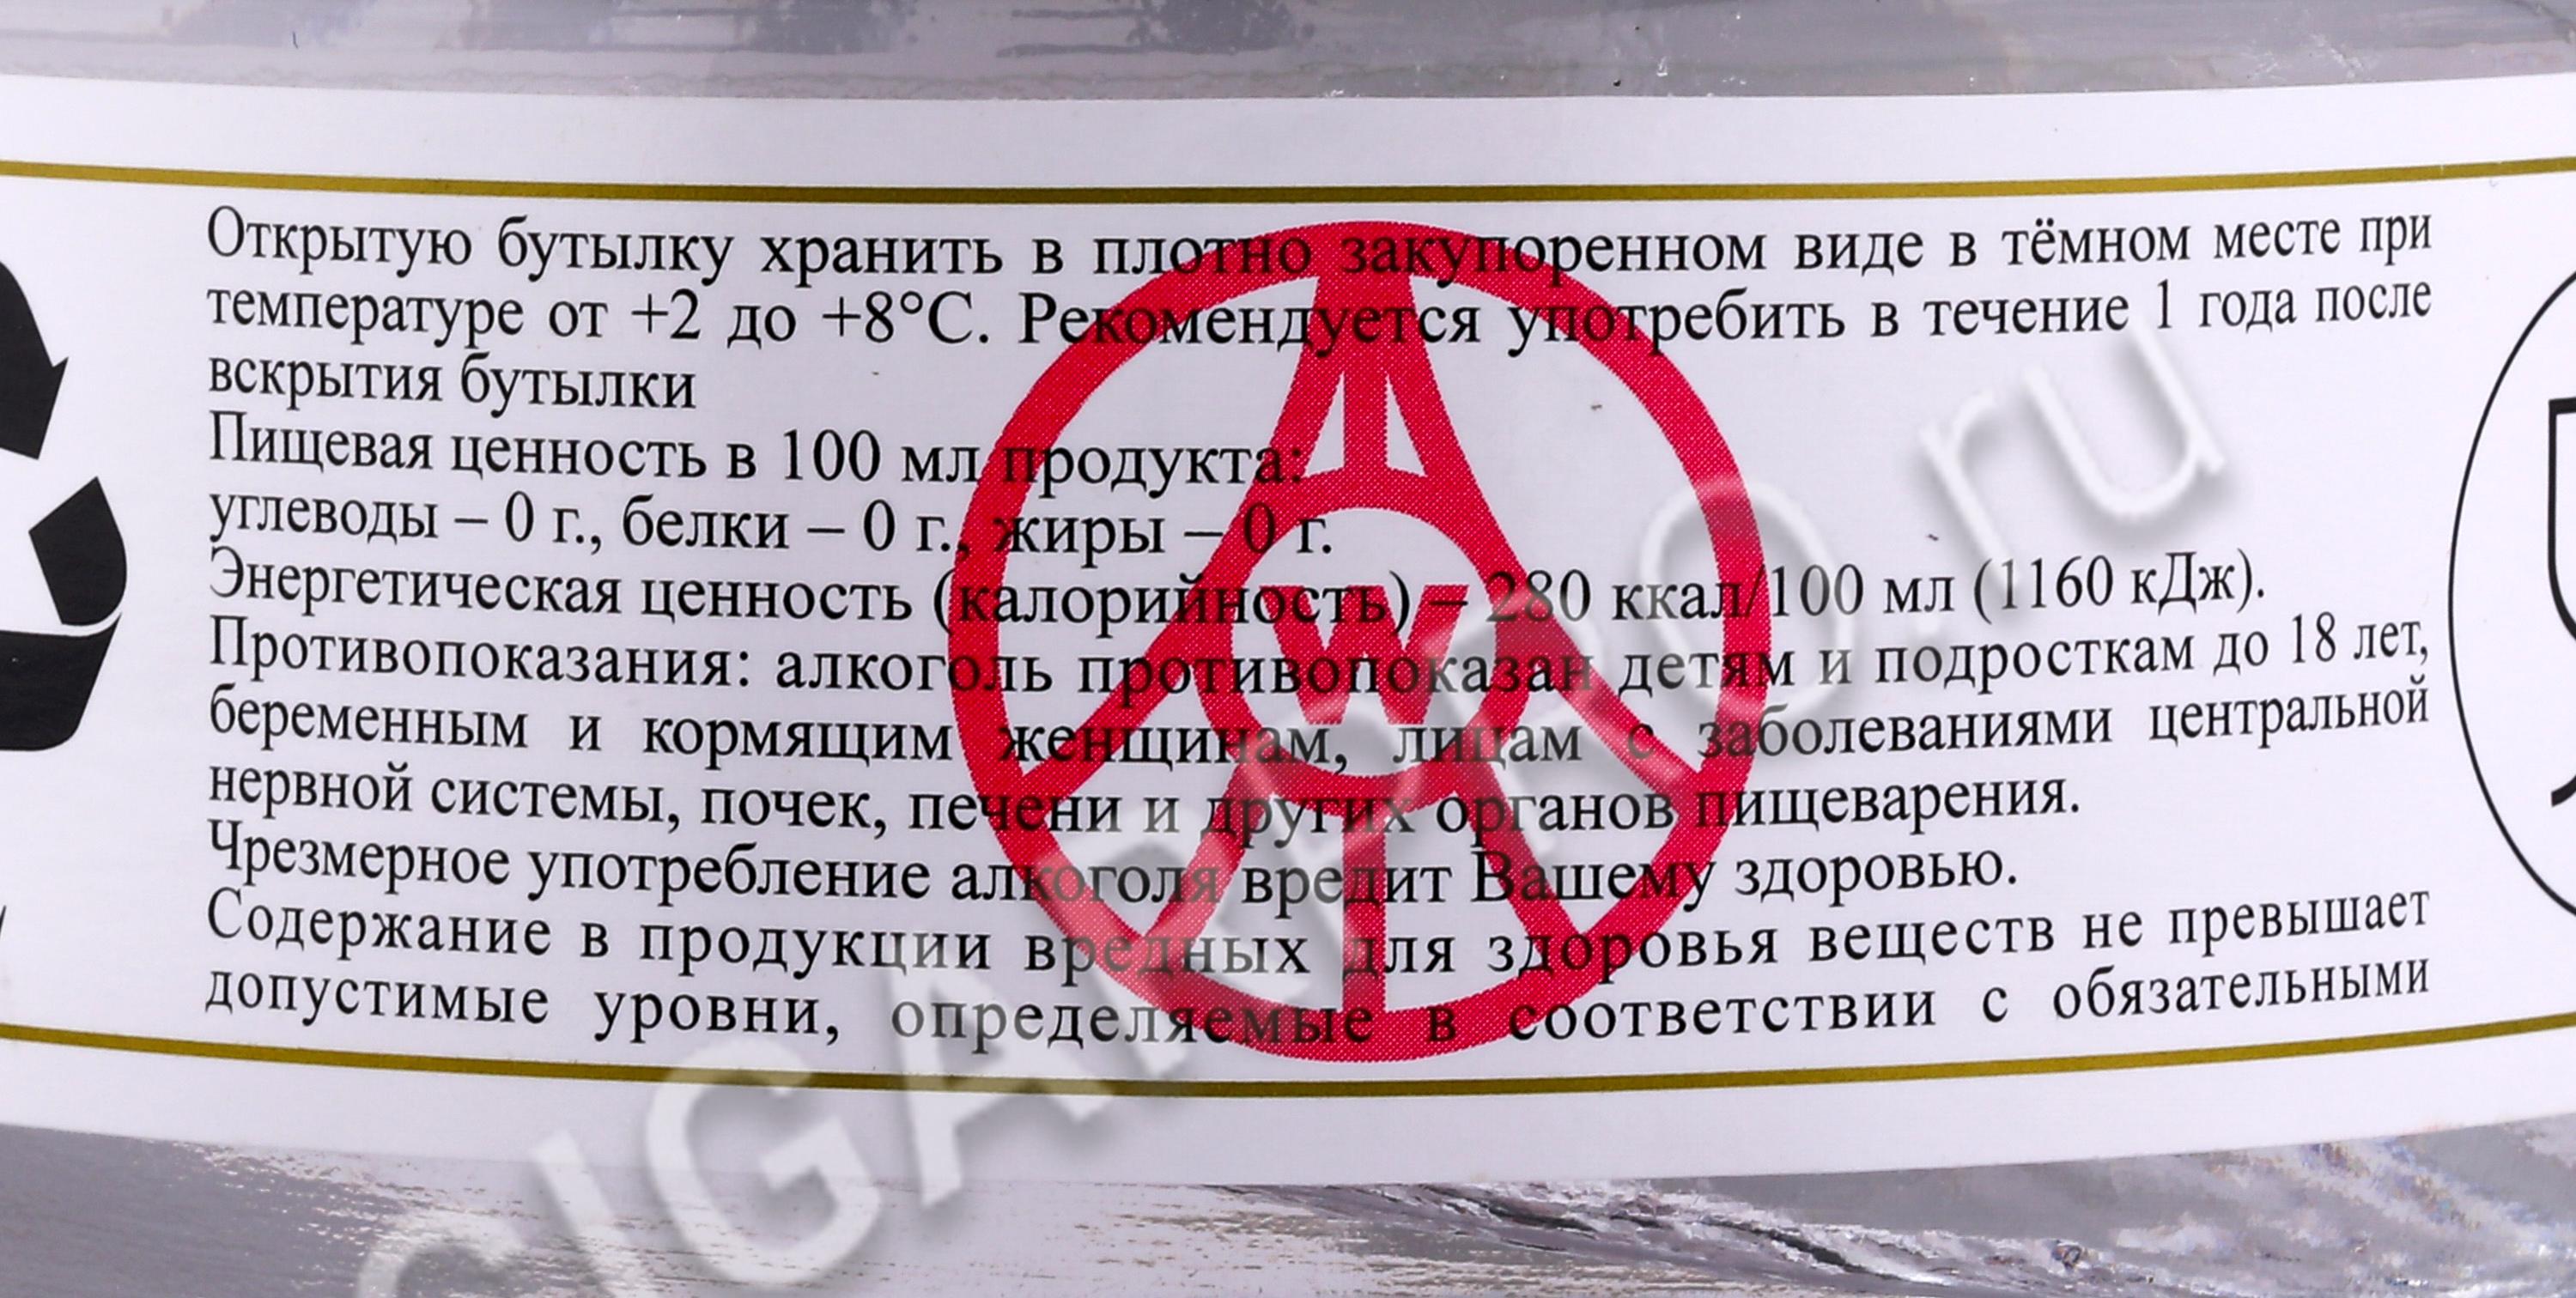 Открытую бутылку хранить в плотно закупоренном виде в тёмном месте при
температуре от +2 до +8°С. Рекомендуется употребить в течение 1 года после
вскрытия бутылки
Пищевая ценность в 100 мл продукта:
углеводы – 0 г., белки – 0 г., жиры – 0 г.
Энергетическая ценность (калорийность) – 280 ккал/100 мл (1160 кДж).
Противопоказания: алкоголь противопоказан детям и подросткам до 18 лет,
беременным и кормящим женщинам, лицам с заболеваниями центральной
нервной системы, почек, печени и других органов пищеварения.
Чрезмерное употребление алкоголя вредит Вашему здоровью.
Содержание в продукции вредных для здоровья веществ не превышает
допустимые уровни, определяемые в соответствии с обязательными
W
CIGARPRO.ru